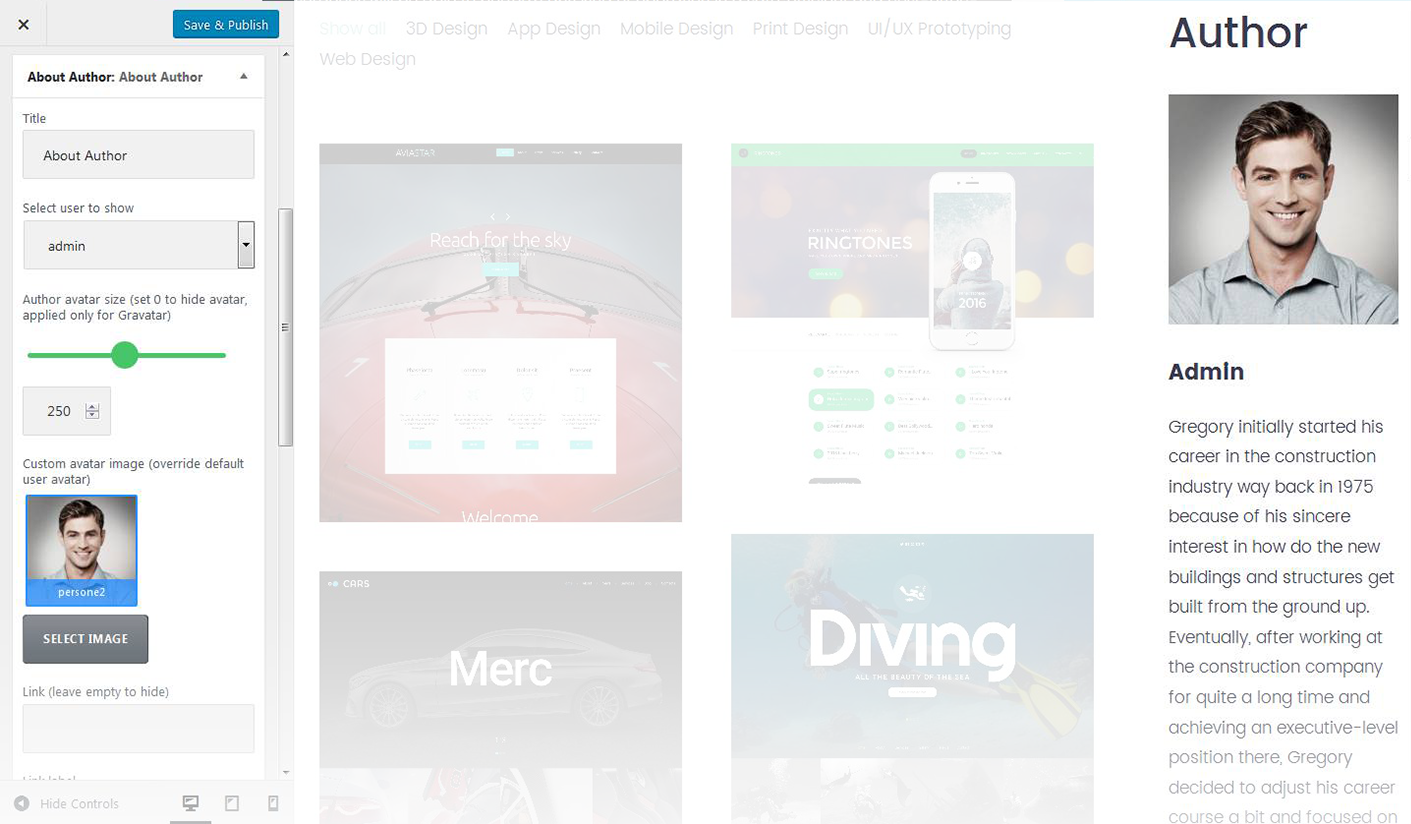 Save & Publish
About Author: About Author
Title
About Author
Select user to show
admin
Author avatar size (set 0 to hide avatar,
applied only for Gravatar)
250
Custom avatar image (override default
user avatar)
persone2
SELECT IMAGE
Link (leave empty to hide)
Link label
Hide Controls
Show all 3D Design App Design Mobile Design Print Design UI/UX Prototyping
Web Design
AVIASTAR
Reach for the sky
Welcome
RINGTONES
2016
CARS
Merc
Diving
ALL THE BEAUTY OF THE SEA
Author
Admin
Gregory initially started his
career in the construction
industry way back in 1975
because of his sincere
interest in how do the new
buildings and structures get
built from the ground up.
Eventually, after working at
the construction company
for quite a long time and
achieving an executive-level
position there, Gregory
decided to adjust his career
course a bit and focused on